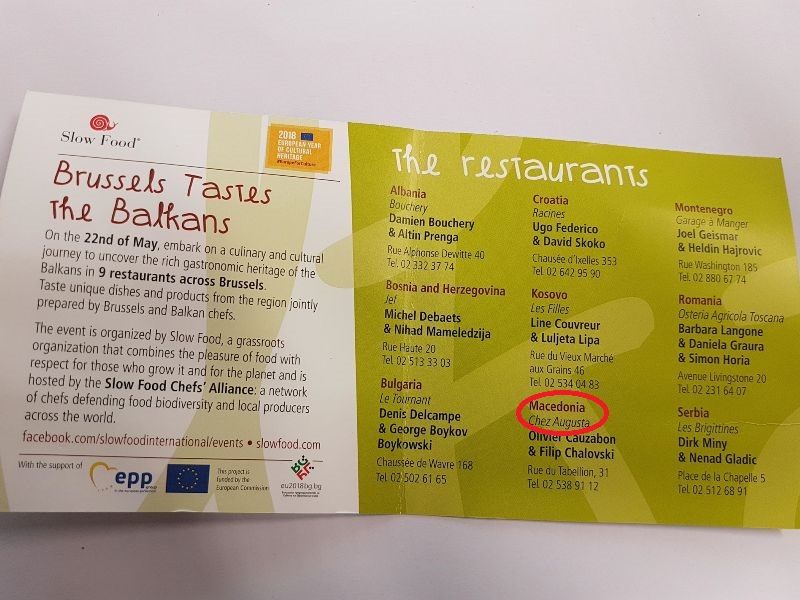 Slow Food®
2018
EUROPEAN YEAR
OF CULTURAL
HERITAGE
#EuropeForCulture
Brussels Tastes
the Balkans
On the 22nd of May, embark on a culinary and cultural
journey to uncover the rich gastronomic heritage of the
Balkans in 9 restaurants across Brussels.
Taste unique dishes and products from the region jointly
prepared by Brussels and Balkan chefs.
The event is organized by Slow Food, a grassroots
organization that combines the pleasure of food with
respect for those who grow it and for the planet and is
hosted by the Slow Food Chefs' Alliance: a network
of chefs defending food biodiversity and local producers
across the world.
facebook.com/slowfoodinternational/events • slowfood.com
With the support of
epp group
in the european parliament
This project is
funded by the
European Commission
eu2018bg.bg
The restaurants
Albania
Bouchery
Damien Bouchery
& Altin Prenga
Rue Alphonse Dewitte 40
Tel. 02 332 37 74
Bosnia and Herzegovina
Jef
Michel Debaets
& Nihad Mameledzija
Rue Haute 20
Tel. 02 513 33 03
Bulgaria
Le Tournant
Denis Delcampe
& George Boykov
Boykowski
Chaussée de Wavre 168
Tel. 02 502 61 65
Croatia
Racines
Ugo Federico
& David Skoko
Chaussée d'Ixelles 353
Tel. 02 642 95 90
Kosovo
Les Filles
Line Couvreur
& Luljeta Lipa
Rue du Vieux Marché
aux Grains 46
Tel. 02 534 04 83
Macedonia
Chez Augusta
Olivier Cauzabon
& Filip Chalovski
Rue du Tabellion, 31
Tel. 02 538 91 12
Montenegro
Garage à Manger
Joel Geismar
& Heldin Hajrovic
Rue Washington 185
Tel. 02 880 67 74
Romania
Osteria Agricola Toscana
Barbara Langone
& Daniela Graura
& Simon Horia
Avenue Livingstone 20
Tel. 02 231 64 07
Serbia
Les Brigittines
Dirk Miny
& Nenad Gladic
Place de la Chapelle 5
Tel. 02 512 68 91